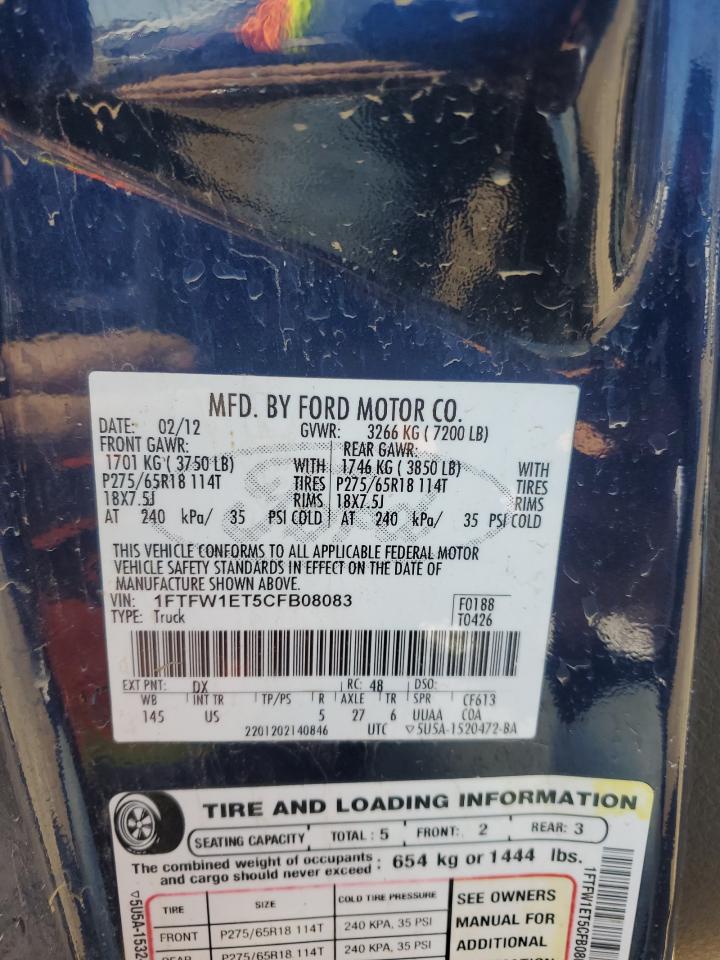 MFD. BY FORD MOTOR CO.
DATE: 02/12 GVWR: 3266 KG ( 7200 LB)
FRONT GAWR: REAR GAWR:
1701 KG ( 3750 LB) WITH 1746 KG ( 3850 LB) WITH
P275/65R18 114T TIRES P275/65R18 114T TIRES
18X7.5J RIMS 18X7.5J RIMS
AT 240 kPa/ 35 PSI COLD AT 240 kPa/ 35 PSI COLD
THIS VEHICLE CONFORMS TO ALL APPLICABLE FEDERAL MOTOR
VEHICLE SAFETY STANDARDS IN EFFECT ON THE DATE OF
MANUFACTURE SHOWN ABOVE.
VIN: 1FTFW1ET5CFB08083 F0188
TYPE: Truck T0426
EXT PNT: DX RC: 48 DSO:
WB INT TR TP/PS R AXLE TR SPR CF613
145 US 5 27 6 UUAA COA
2201202140846 UTC ▽5U5A-1520472-BA
TIRE AND LOADING INFORMATION
SEATING CAPACITY TOTAL : 5 FRONT: 2 REAR: 3
The combined weight of occupants and cargo should never exceed : 654 kg or 1444 lbs.
TIRE SIZE COLD TIRE PRESSURE SEE OWNERS
FRONT P275/65R18 114T 240 KPA, 35 PSI MANUAL FOR
REAR P275/65R18 114T 240 KPA, 35 PSI ADDITIONAL
▽5U5A-1532
1FTFW1ET5CFB08